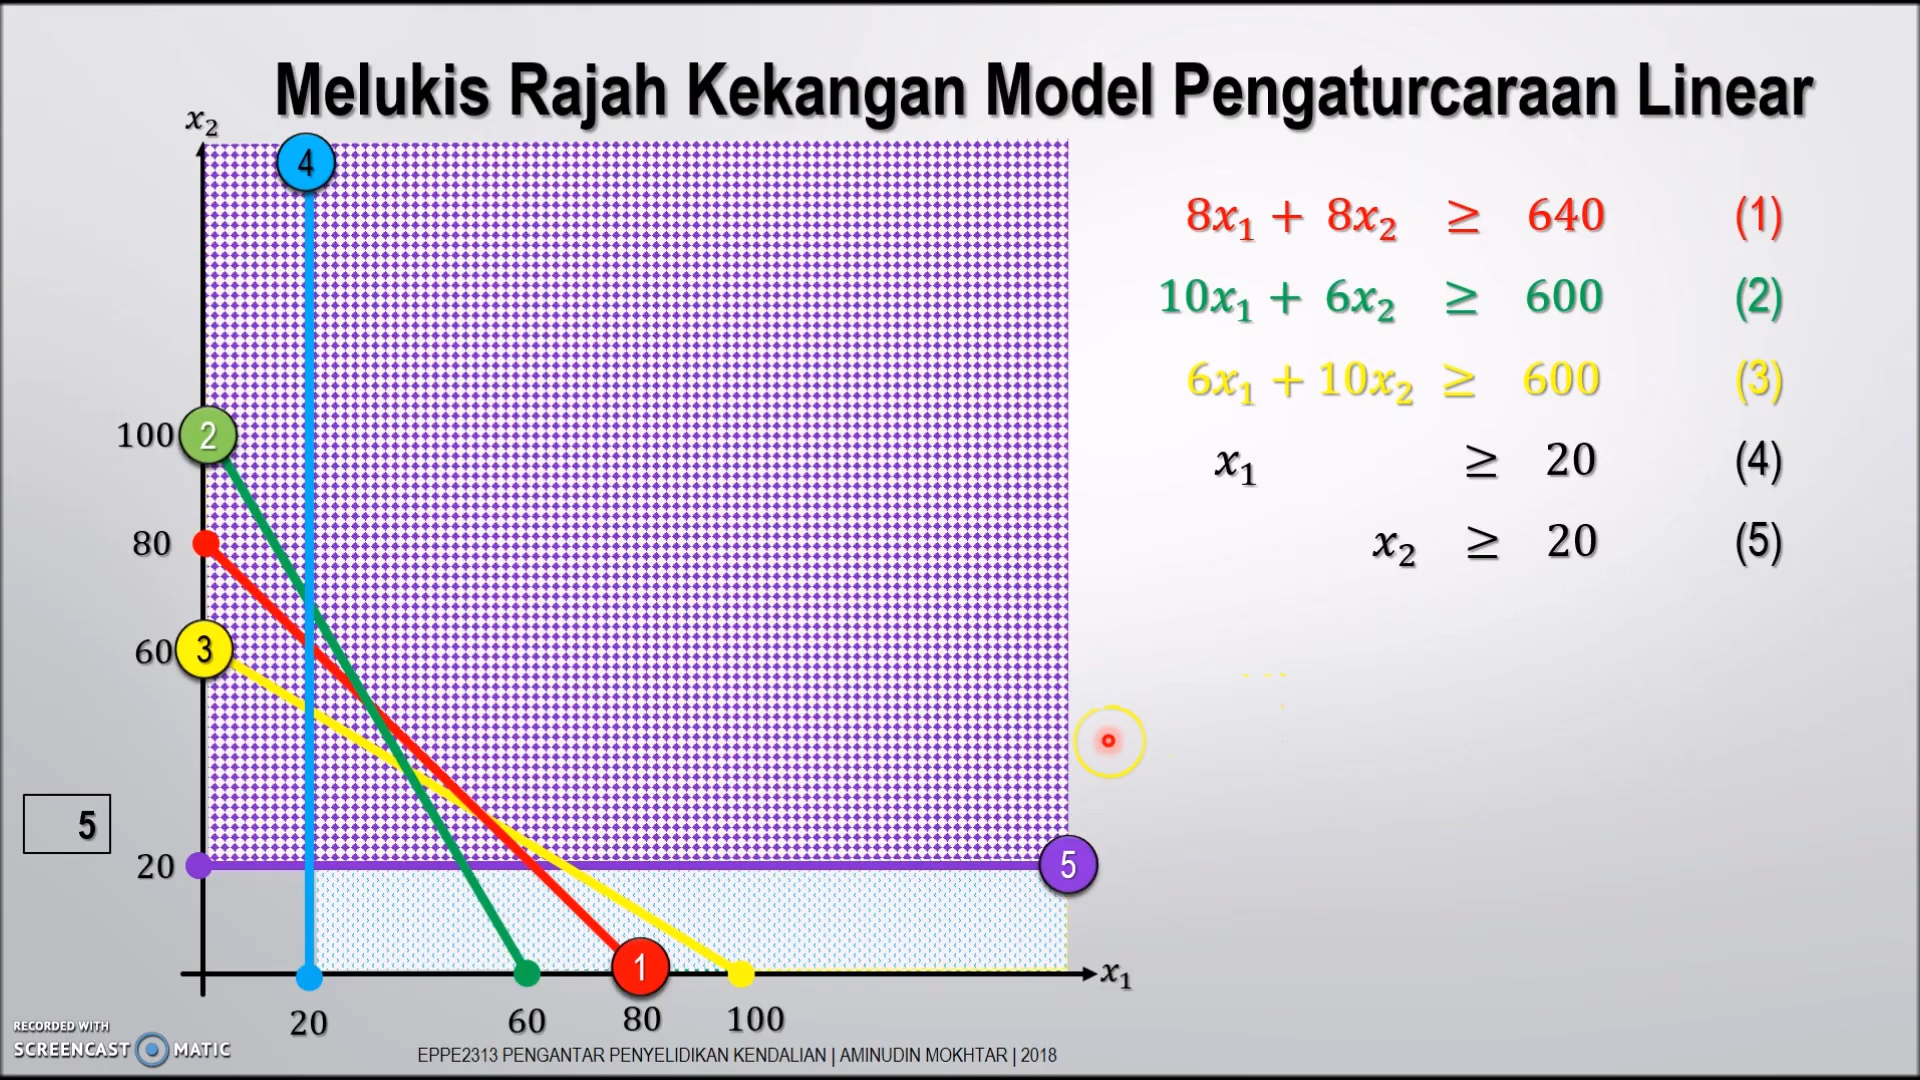 Melukis Rajah Kekangan Model Pengaturcaraan Linear
x₂
4
8x₁ + 8x₂ ≥ 640 (1)
10x₁ + 6x₂ ≥ 600 (2)
6x₁ + 10x₂ ≥ 600 (3)
x₁ ≥ 20 (4)
x₂ ≥ 20 (5)
100 2
80
60 3
5
20 5
1
x₁
20 60 80 100
RECORDED WITH
SCREENCAST MATIC
EPPE2313 PENGANTAR PENYELIDIKAN KENDALIAN | AMINUDIN MOKHTAR | 2018